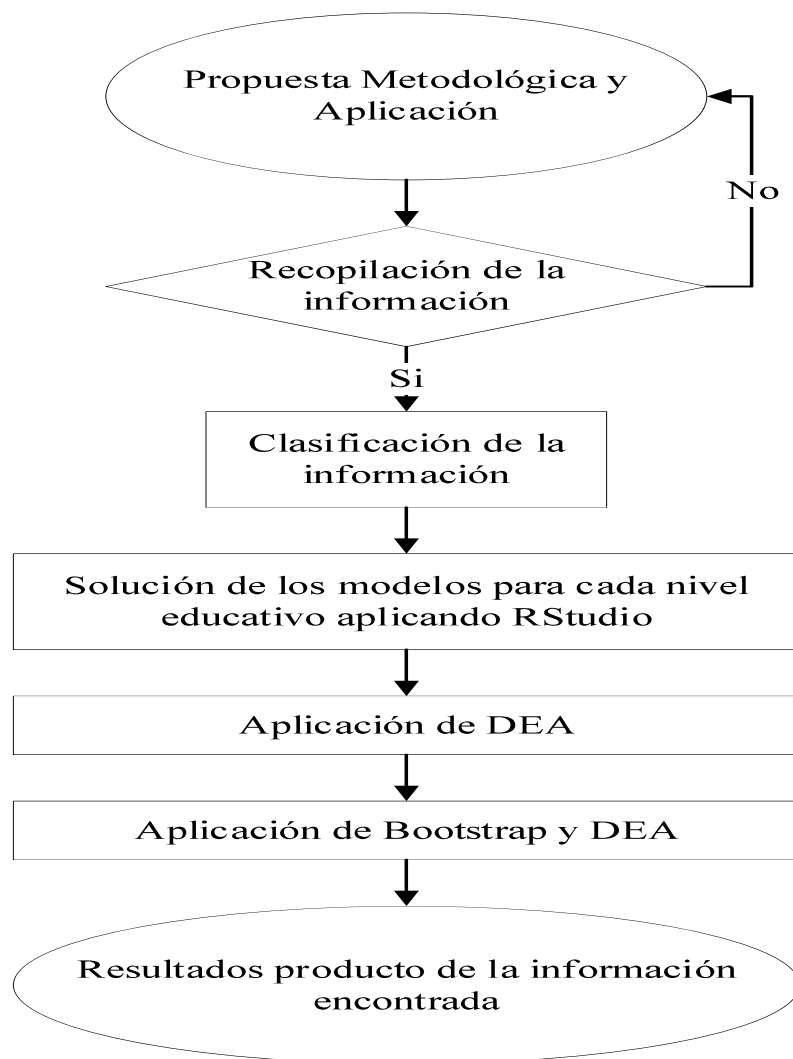 Propuesta Metodológica y
Aplicación
No
Recopilación de la
información
Si
Clasificación de la
información
Solución de los modelos para cada nivel
educativo aplicando RStudio
Aplicación de DEA
Aplicación de Bootstrap y DEA
Resultados producto de la información
encontrada